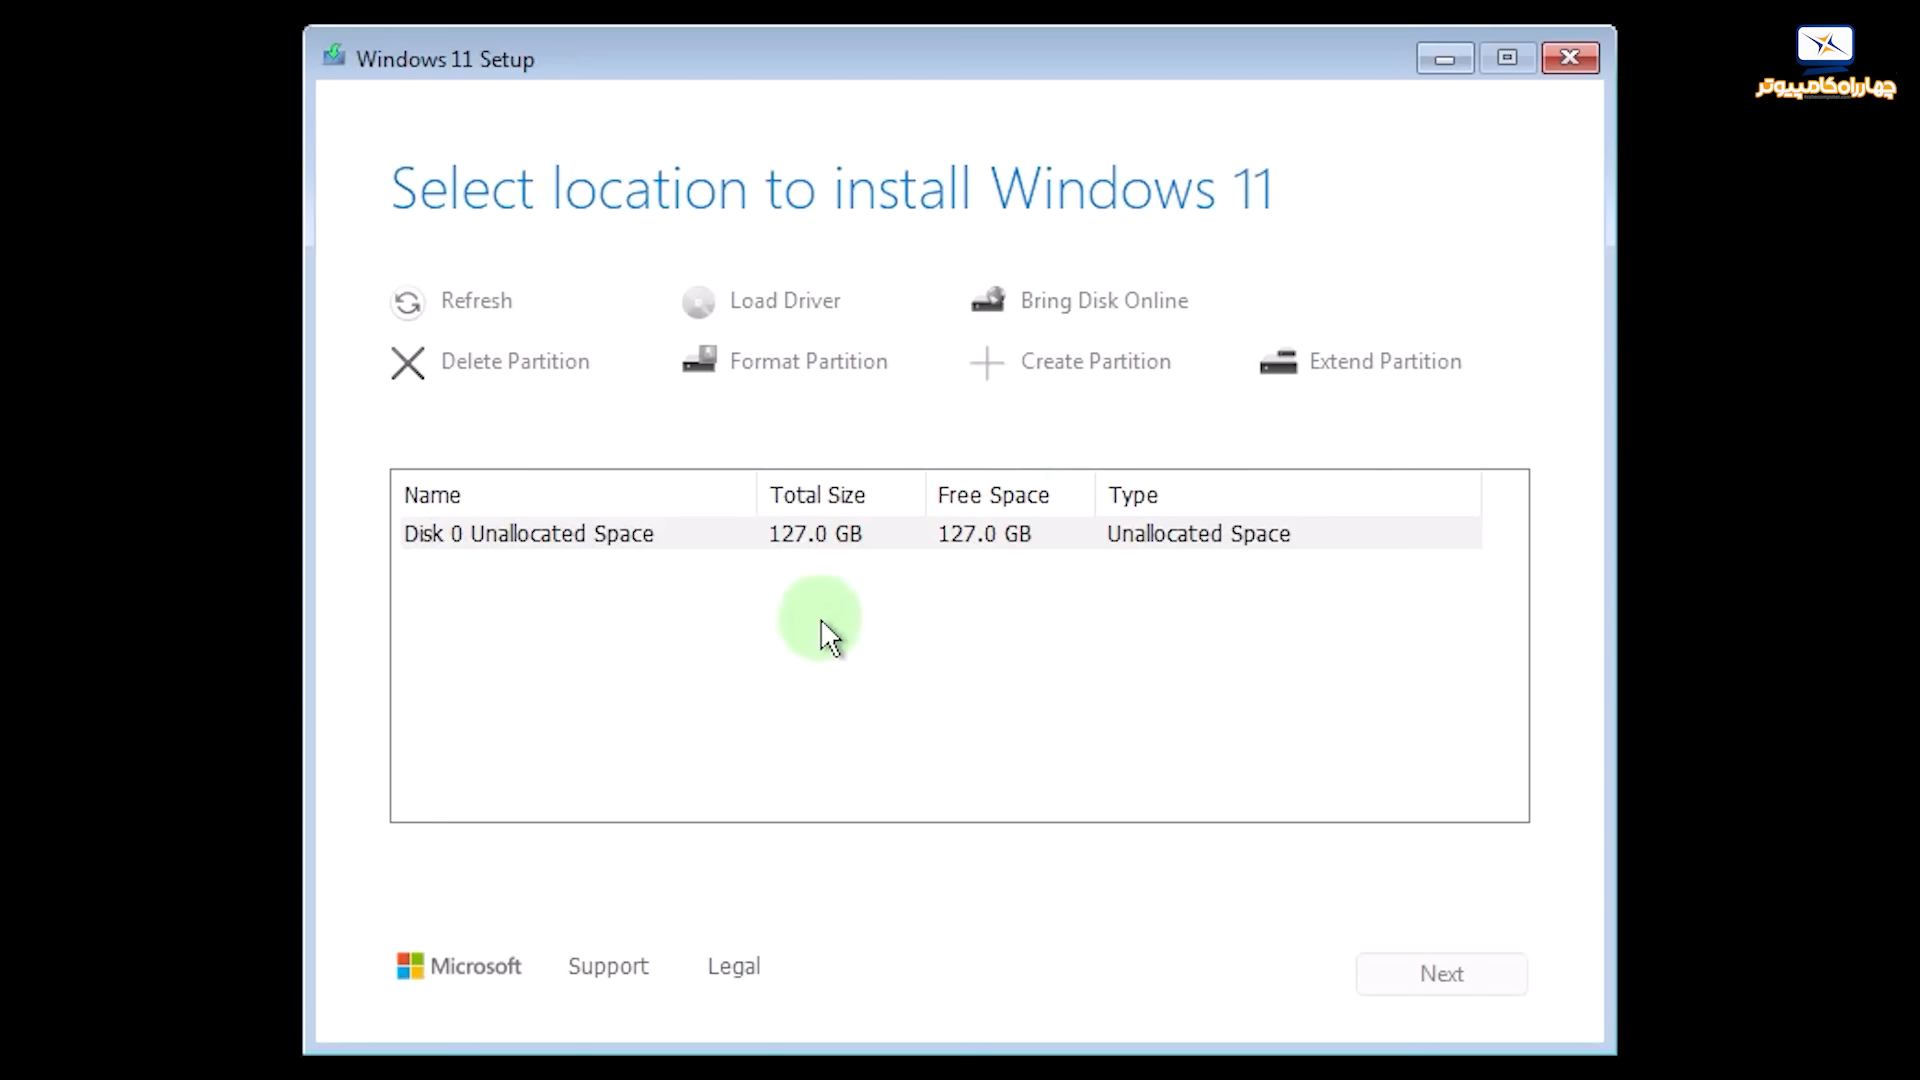 Windows 11 Setup
چهارراه کامپیوتر
Select location to install Windows 11
Refresh
Load Driver
Bring Disk Online
Delete Partition
Format Partition
Create Partition
Extend Partition
Name Total Size Free Space Type
Disk 0 Unallocated Space 127.0 GB 127.0 GB Unallocated Space
Microsoft Support Legal
Next